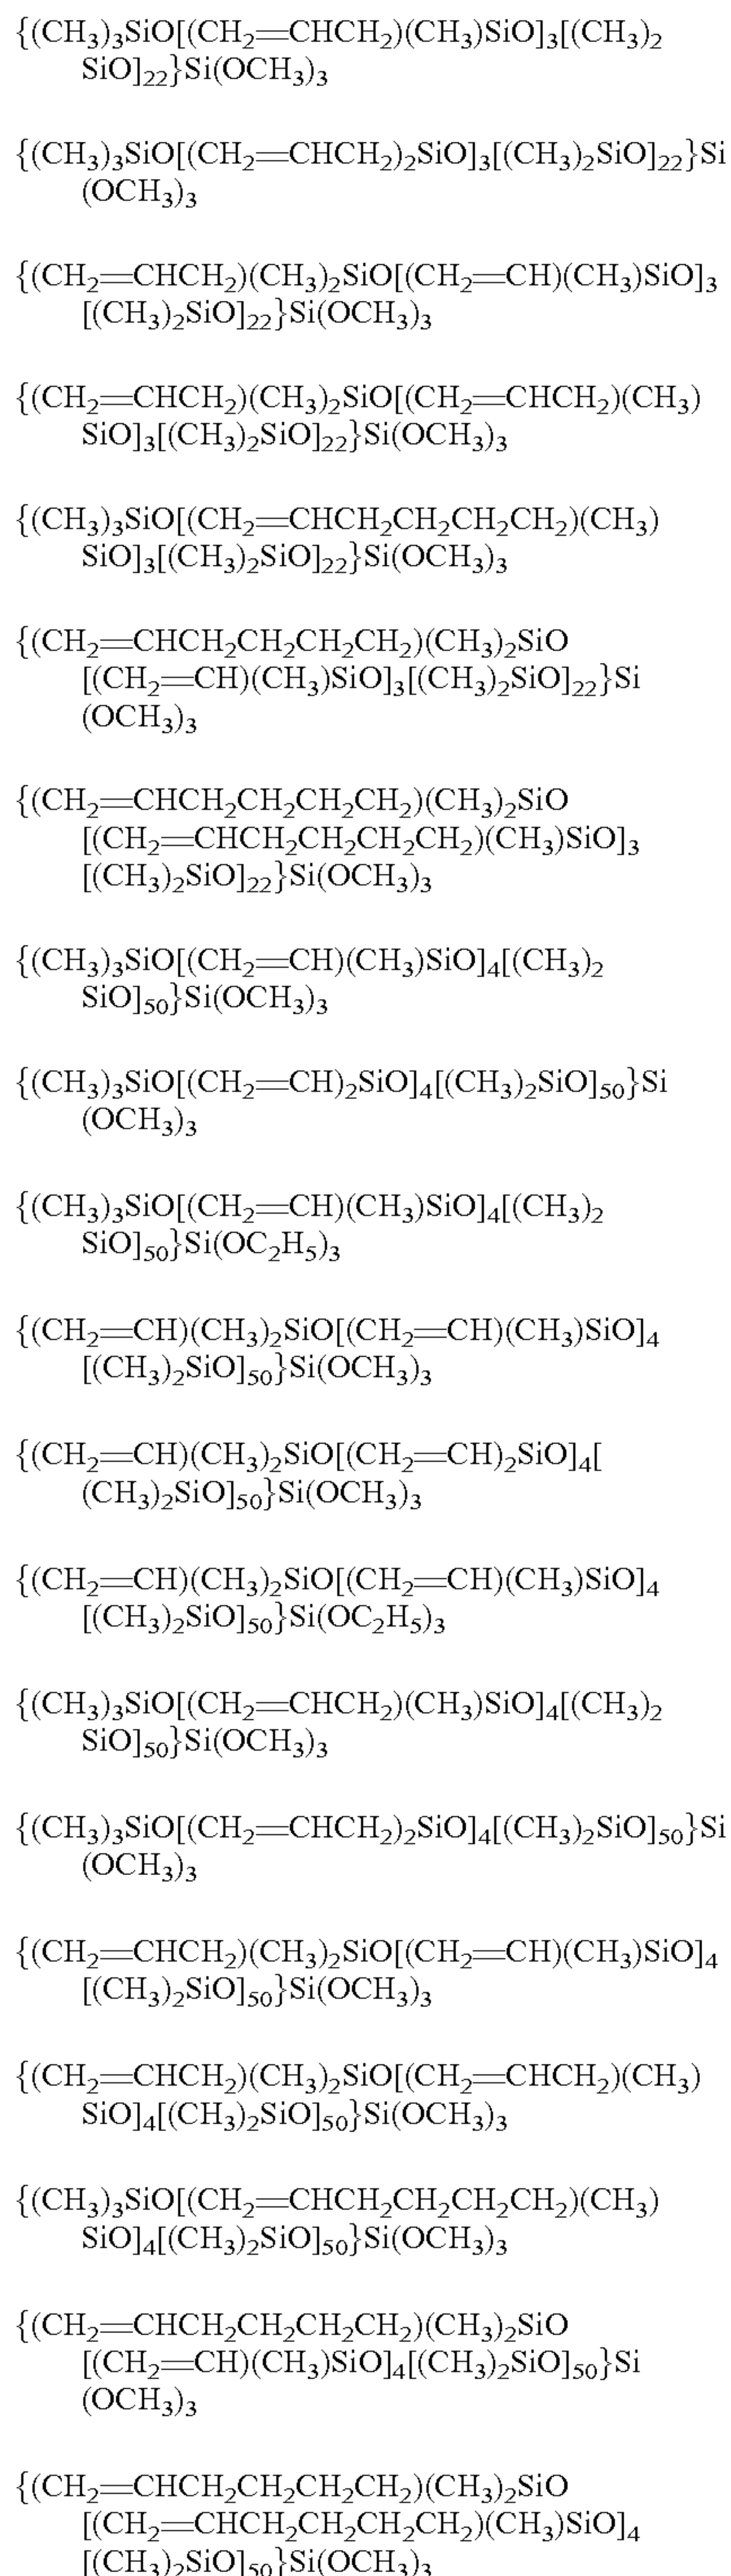 {(CH₃)₃SiO[(CH₂=CHCH₂)(CH₃)SiO]₃[(CH₃)₂
SiO]₂₂}Si(OCH₃)₃
{(CH₃)₃SiO[(CH₂=CHCH₂)₂SiO]₃[(CH₃)₂SiO]₂₂}Si
(OCH₃)₃
{(CH₂=CHCH₂)(CH₃)₂SiO[(CH₂=CH)(CH₃)SiO]₃
[(CH₃)₂SiO]₂₂}Si(OCH₃)₃
{(CH₂=CHCH₂)(CH₃)₂SiO[(CH₂=CHCH₂)(CH₃)
SiO]₃[(CH₃)₂SiO]₂₂}Si(OCH₃)₃
{(CH₃)₃SiO[(CH₂=CHCH₂CH₂CH₂CH₂)(CH₃)
SiO]₃[(CH₃)₂SiO]₂₂}Si(OCH₃)₃
{(CH₂=CHCH₂CH₂CH₂CH₂)(CH₃)₂SiO
[(CH₂=CH)(CH₃)SiO]₃[(CH₃)₂SiO]₂₂}Si
(OCH₃)₃
{(CH₂=CHCH₂CH₂CH₂CH₂)(CH₃)₂SiO
[(CH₂=CHCH₂CH₂CH₂CH₂)(CH₃)SiO]₃
[(CH₃)₂SiO]₂₂}Si(OCH₃)₃
{(CH₃)₃SiO[(CH₂=CH)(CH₃)SiO]₄[(CH₃)₂
SiO]₅₀}Si(OCH₃)₃
{(CH₃)₃SiO[(CH₂=CH)₂SiO]₄[(CH₃)₂SiO]₅₀}Si
(OCH₃)₃
{(CH₃)₃SiO[(CH₂=CH)(CH₃)SiO]₄[(CH₃)₂
SiO]₅₀}Si(OC₂H₅)₃
{(CH₂=CH)(CH₃)₂SiO[(CH₂=CH)(CH₃)SiO]₄
[(CH₃)₂SiO]₅₀}Si(OCH₃)₃
{(CH₂=CH)(CH₃)₂SiO[(CH₂=CH)₂SiO]₄[
(CH₃)₂SiO]₅₀}Si(OCH₃)₃
{(CH₂=CH)(CH₃)₂SiO[(CH₂=CH)(CH₃)SiO]₄
[(CH₃)₂SiO]₅₀}Si(OC₂H₅)₃
{(CH₃)₃SiO[(CH₂=CHCH₂)(CH₃)SiO]₄[(CH₃)₂
SiO]₅₀}Si(OCH₃)₃
{(CH₃)₃SiO[(CH₂=CHCH₂)₂SiO]₄[(CH₃)₂SiO]₅₀}Si
(OCH₃)₃
{(CH₂=CHCH₂)(CH₃)₂SiO[(CH₂=CH)(CH₃)SiO]₄
[(CH₃)₂SiO]₅₀}Si(OCH₃)₃
{(CH₂=CHCH₂)(CH₃)₂SiO[(CH₂=CHCH₂)(CH₃)
SiO]₄[(CH₃)₂SiO]₅₀}Si(OCH₃)₃
{(CH₃)₃SiO[(CH₂=CHCH₂CH₂CH₂CH₂)(CH₃)
SiO]₄[(CH₃)₂SiO]₅₀}Si(OCH₃)₃
{(CH₂=CHCH₂CH₂CH₂CH₂)(CH₃)₂SiO
[(CH₂=CH)(CH₃)SiO]₄[(CH₃)₂SiO]₅₀}Si
(OCH₃)₃
{(CH₂=CHCH₂CH₂CH₂CH₂)(CH₃)₂SiO
[(CH₂=CHCH₂CH₂CH₂CH₂)(CH₃)SiO]₄
[(CH₃)₂SiO]₅₀}Si(OCH₃)₃